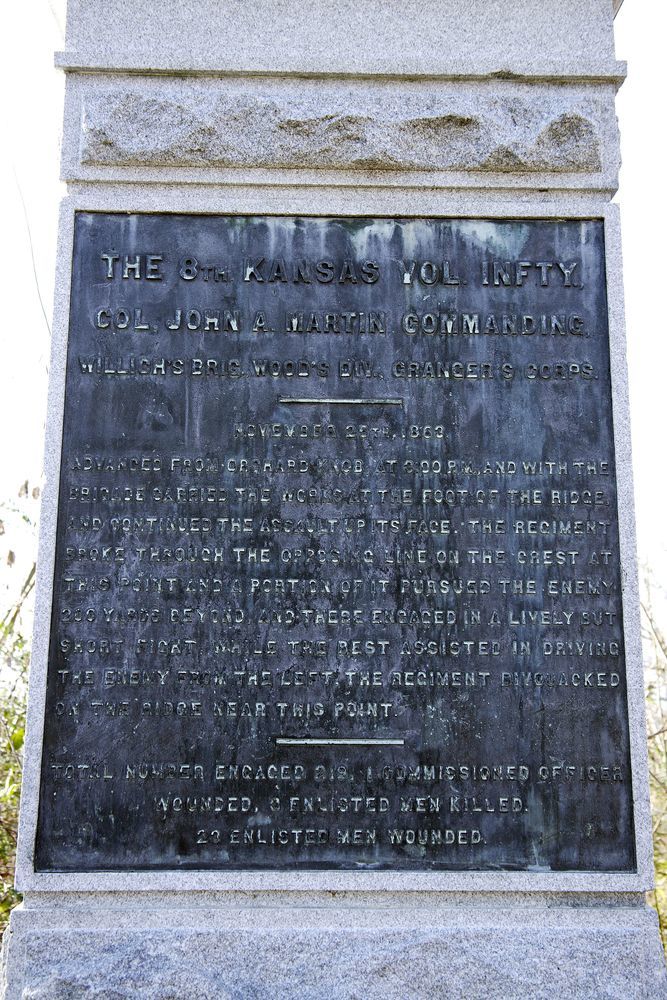 THE 8TH KANSAS VOL. INFTY,
COL. JOHN A. MARTIN COMMANDING.
WILLICH'S BRIG. WOOD'S DIV., GRANGER'S CORPS.
NOVEMBER 25TH, 1863.
ADVANCED FROM ORCHARD KNOB, AT 3:00 P.M., AND WITH THE
BRIGADE CARRIED THE WORKS AT THE FOOT OF THE RIDGE,
AND CONTINUED THE ASSAULT UP ITS FACE. THE REGIMENT
BROKE THROUGH THE OPPOSING LINE ON THE CREST AT
THIS POINT AND A PORTION OF IT PURSUED THE ENEMY
YARDS BEYOND, AND THERE ENGAGED IN A LIVELY BUT
SHORT FIGHT, WHILE THE REST ASSISTED IN DRIVING
THE ENEMY FROM THE LEFT. THE REGIMENT BIVOUACKED
ON THE RIDGE NEAR THIS POINT.
TOTAL NUMBER ENGAGED 219, 1 COMMISSIONED OFFICER
WOUNDED, ENLISTED MEN KILLED.
ENLISTED MEN WOUNDED.